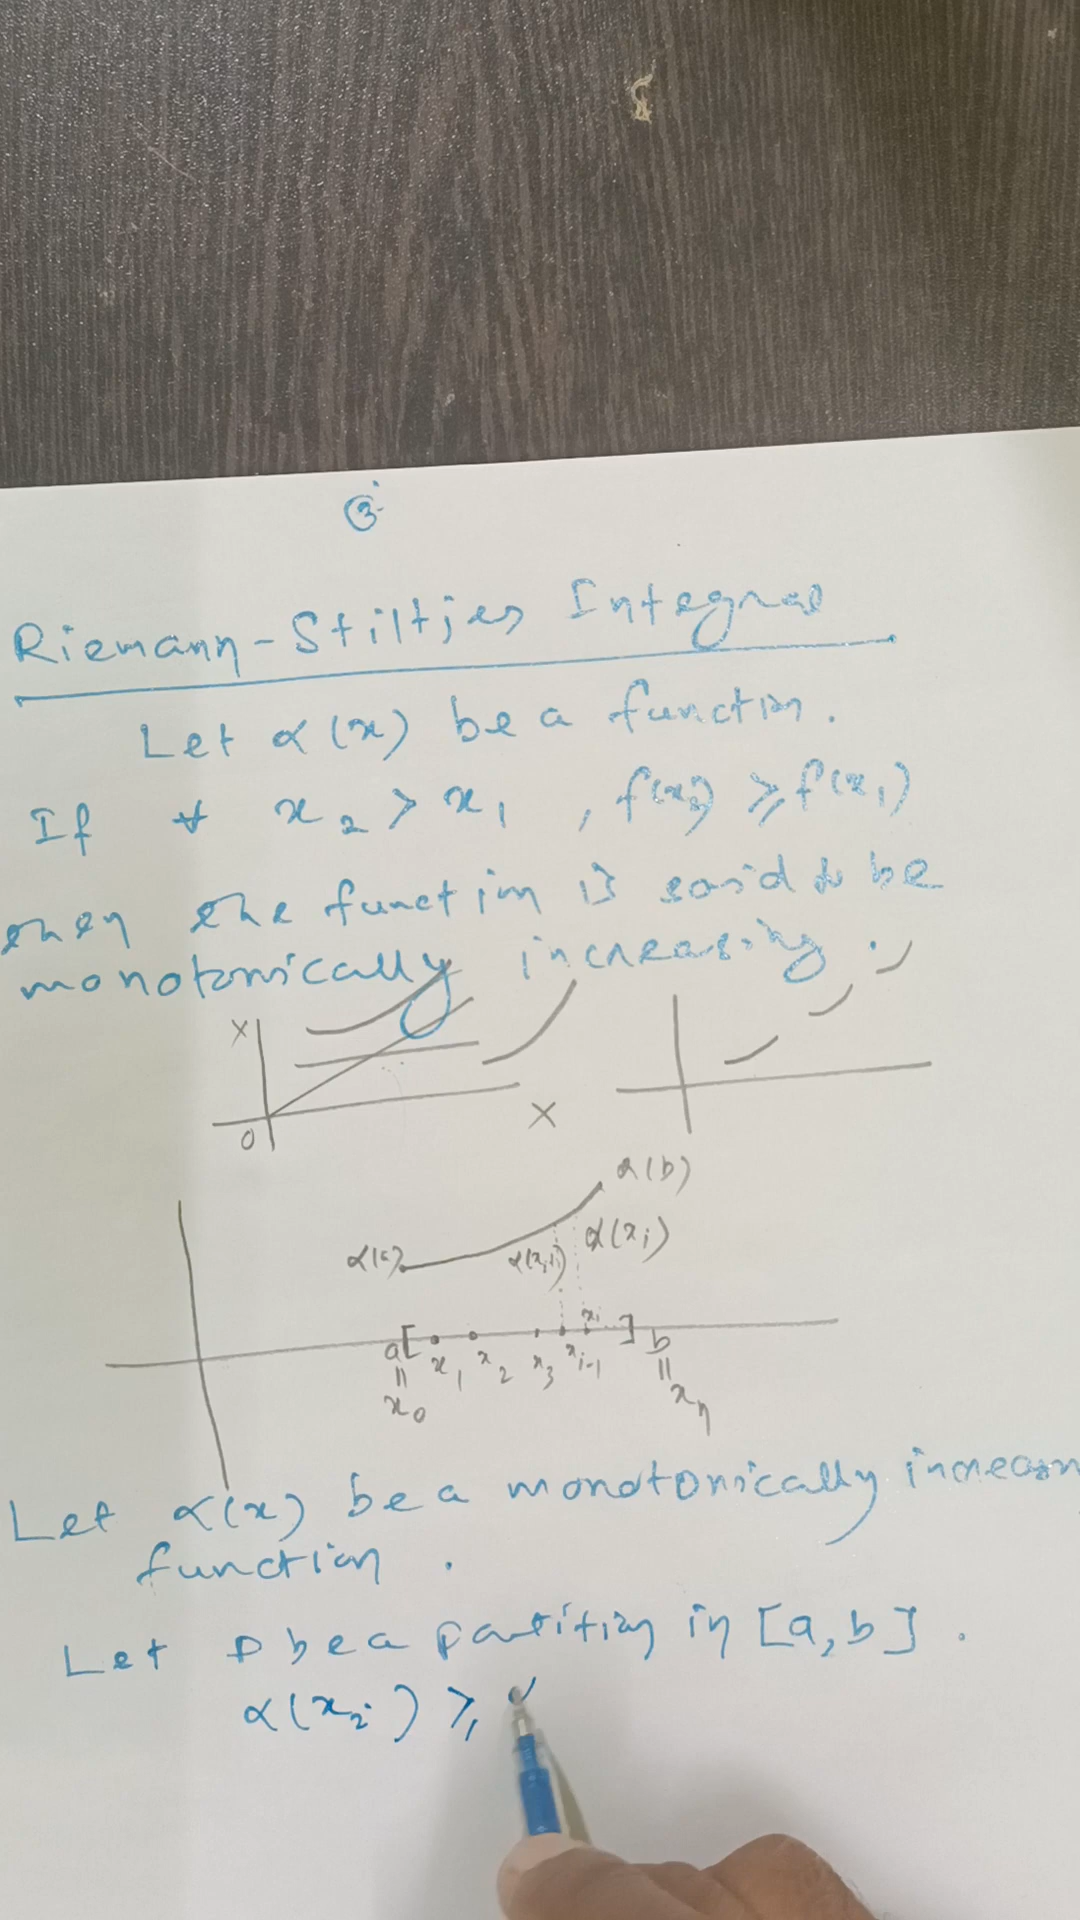 3
Riemann-Stiltjes Integral
Let α(x) be a function.
If ∀ x₂ > x₁ , f(x₂) ≥ f(x₁)
then the function is said to be
monotonically increasing.
X
O X
α(b)
α(xᵢ)
α(xᵢ₋₁)
xᵢ
a [ ] b
x₁ x₂ x₃ xᵢ₋₁
॥ ॥
x₀ xₙ
Let α(x) be a monotonically increasin
function .
Let P be a partition in [a,b] .
α(xᵢ) ≥